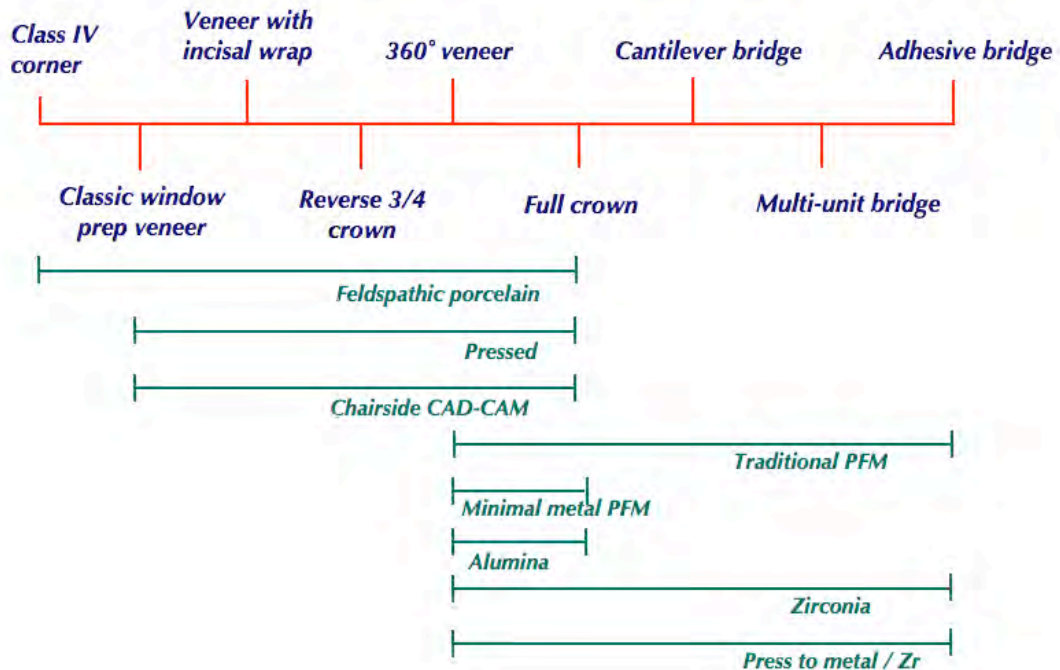 Class IV
corner
Veneer with
incisal wrap
360° veneer
Cantilever bridge
Adhesive bridge
Classic window
prep veneer
Reverse 3/4
crown
Full crown
Multi-unit bridge
Feldspathic porcelain
Pressed
Chairside CAD-CAM
Traditional PFM
Minimal metal PFM
Alumina
Zirconia
Press to metal / Zr